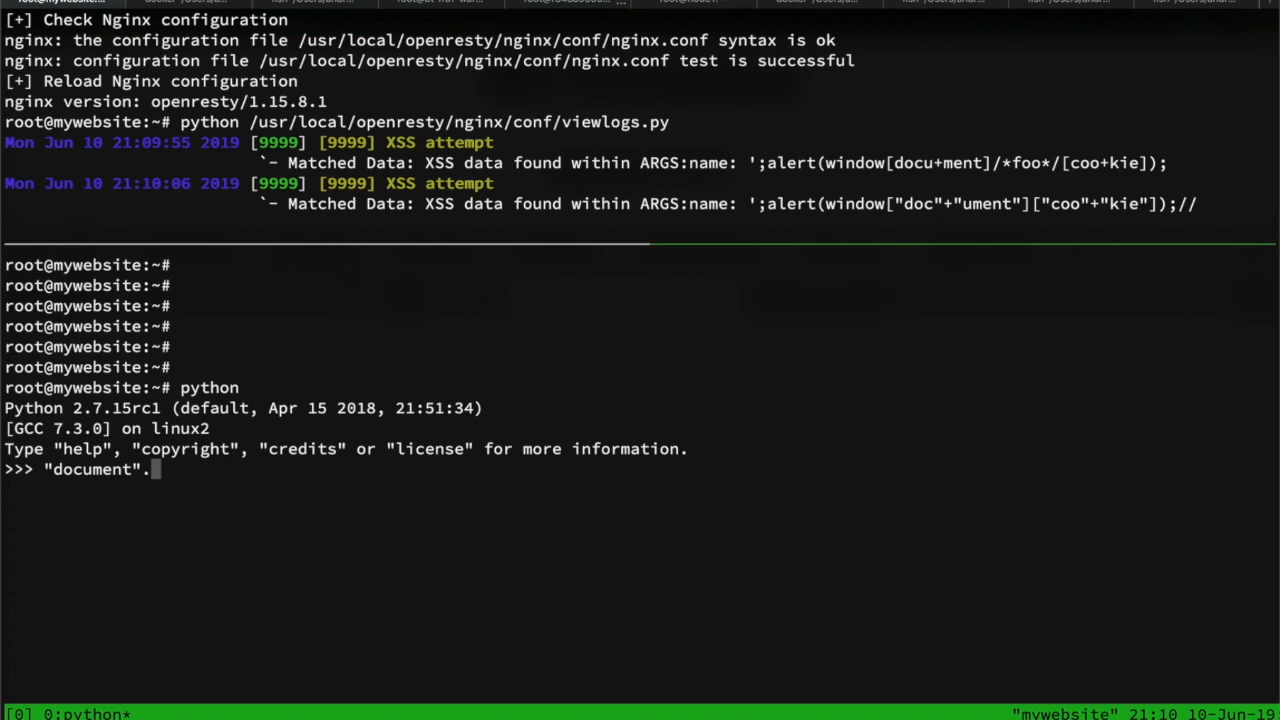 [+] Check Nginx configuration
nginx: the configuration file /usr/local/openresty/nginx/conf/nginx.conf syntax is ok
nginx: configuration file /usr/local/openresty/nginx/conf/nginx.conf test is successful
[+] Reload Nginx configuration
nginx version: openresty/1.15.8.1
root@mywebsite:~# python /usr/local/openresty/nginx/conf/viewlogs.py
Mon Jun 10 21:09:55 2019 [9999] [9999] XSS attempt
`- Matched Data: XSS data found within ARGS:name: ';alert(window[docu+ment]/*foo*/[coo+kie]);
Mon Jun 10 21:10:06 2019 [9999] [9999] XSS attempt
`- Matched Data: XSS data found within ARGS:name: ';alert(window["doc"+"ument"]["coo"+"kie"]);//
root@mywebsite:~#
root@mywebsite:~#
root@mywebsite:~#
root@mywebsite:~#
root@mywebsite:~#
root@mywebsite:~#
root@mywebsite:~# python
Python 2.7.15rc1 (default, Apr 15 2018, 21:51:34)
[GCC 7.3.0] on linux2
Type "help", "copyright", "credits" or "license" for more information.
>>> "document".
[0] 0:python* "mywebsite" 21:10 10-Jun-19